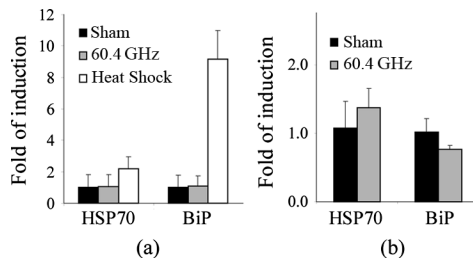 (a)
Fold of induction
12
10
8
6
4
2
0
Sham
60.4 GHz
Heat Shock
HSP70 BiP
(b)
Fold of induction
2.0
1.0
0.0
Sham
60.4 GHz
HSP70 BiP
(a) (b)